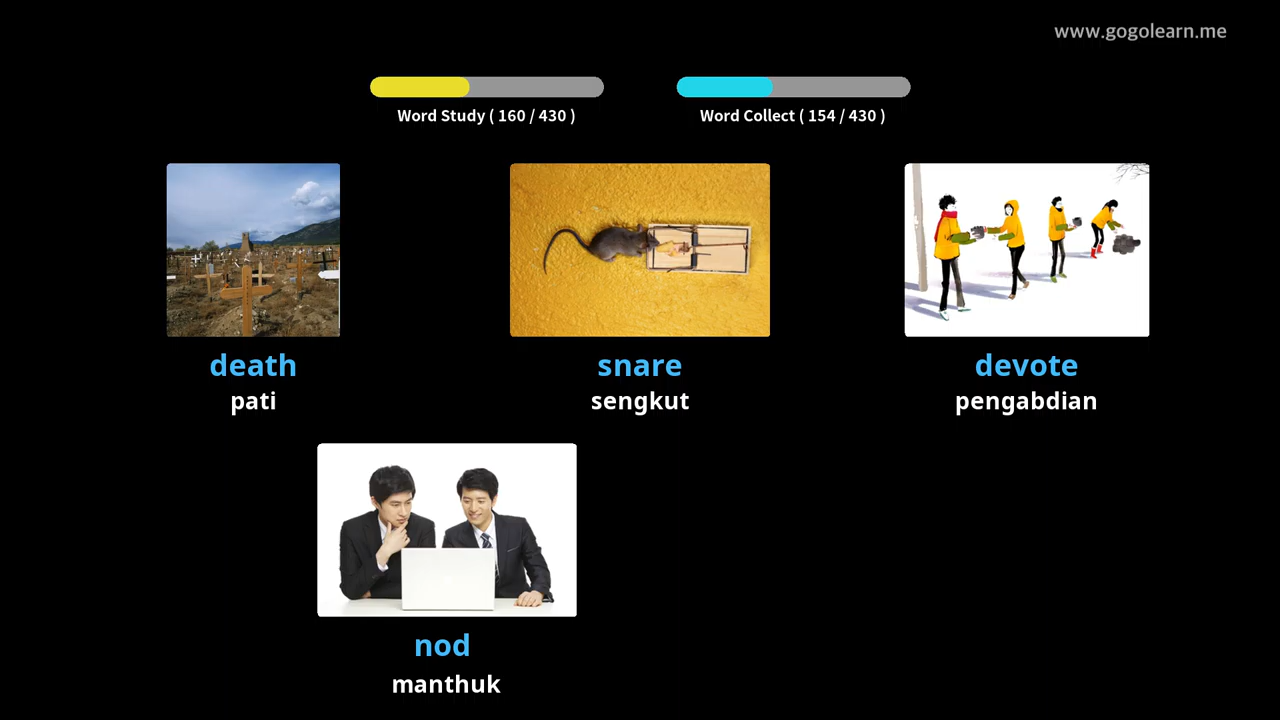 www.gogolearn.me
Word Study ( 160 / 430 )
Word Collect ( 154 / 430 )
death
pati
snare
sengkut
devote
pengabdian
nod
manthuk